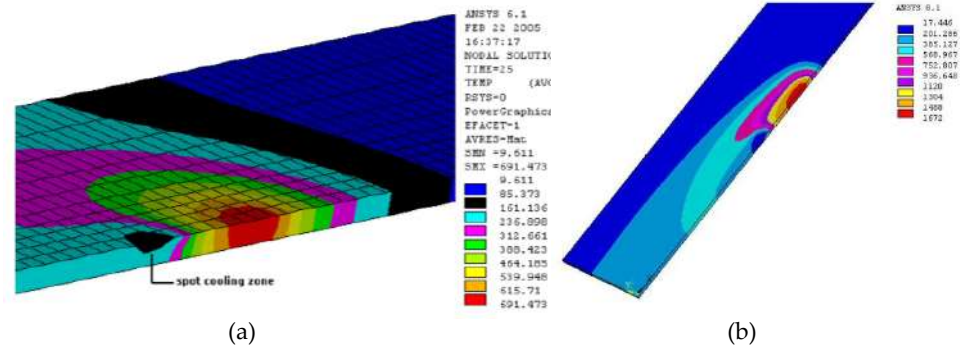 ANSYS 6.1
FEB 22 2005
16:37:17
NODAL SOLUTIO
TIME=25
TEMP (AVG
RSYS=0
PowerGraphics
EFACET=1
AVRES=Mat
SMN =9.611
SMX =691.473
9.611
85.373
161.136
236.898
312.661
388.423
464.185
539.948
615.71
691.473
spot cooling zone
(a)
ANSYS 6.1
17.446
201.286
385.127
568.967
752.807
936.648
1120
1304
1488
1672
(b)